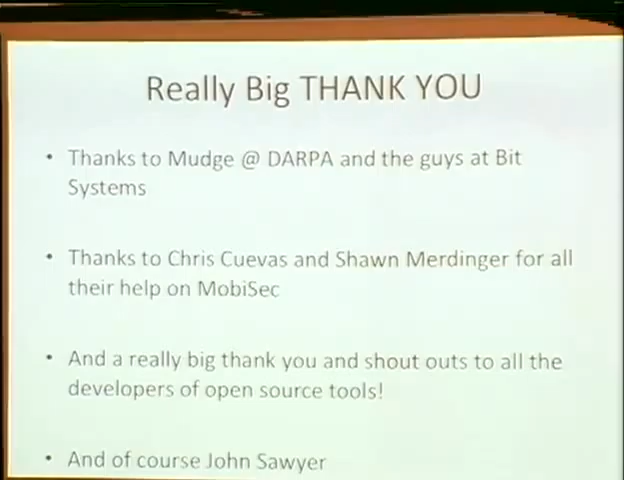 Really Big THANK YOU
• Thanks to Mudge @ DARPA and the guys at Bit
Systems
• Thanks to Chris Cuevas and Shawn Merdinger for all
their help on MobiSec
• And a really big thank you and shout outs to all the
developers of open source tools!
• And of course John Sawyer